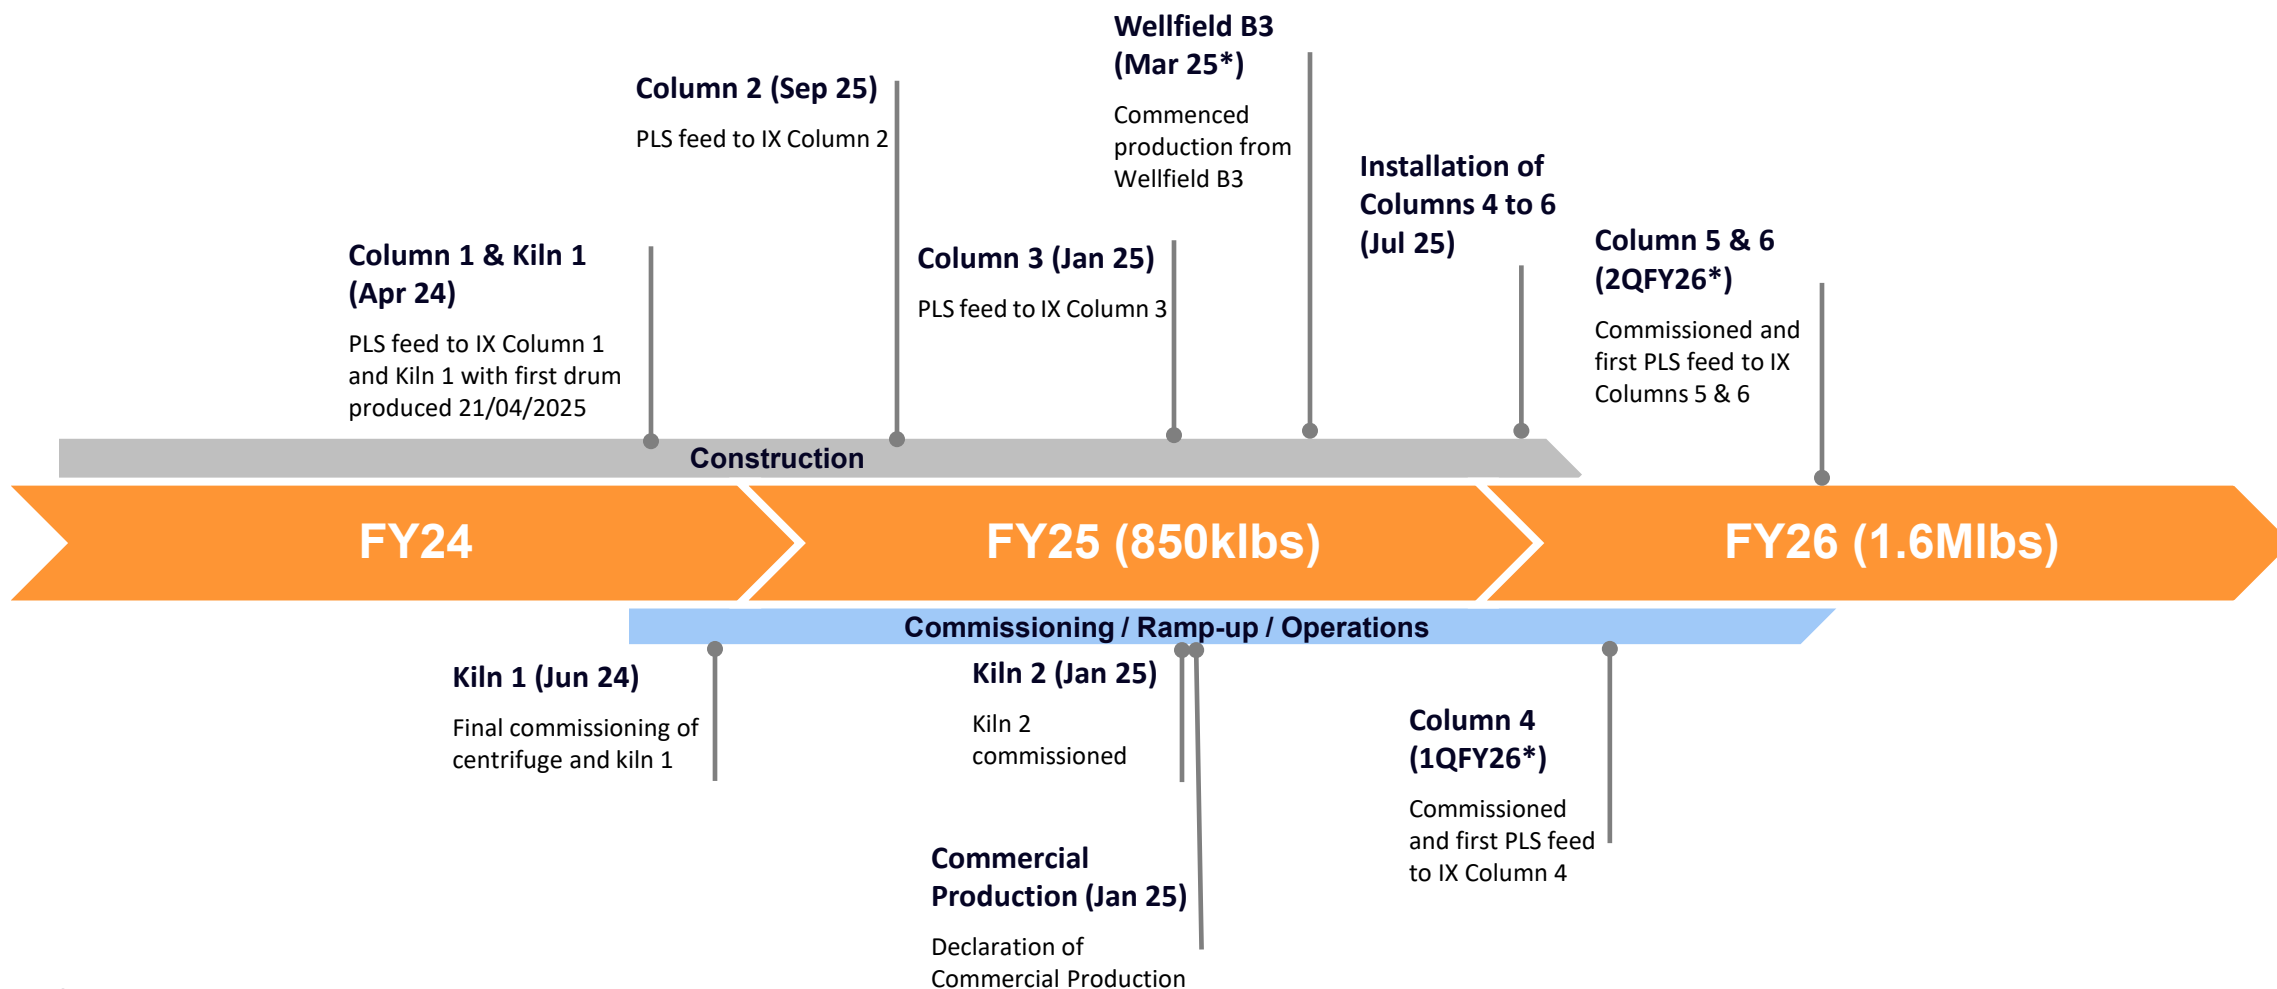 Wellfield B3
(Mar 25*)
Commenced
production from
Wellfield B3
Column 2 (Sep 25)
PLS feed to IX Column 2
Installation of
Columns 4 to 6
(Jul 25)
Column 5 & 6
(2QFY26*)
Commissioned and
first PLS feed to IX
Columns 5 & 6
Column 1 & Kiln 1
(Apr 24)
PLS feed to IX Column 1
and Kiln 1 with first drum
produced 21/04/2025
Column 3 (Jan 25)
PLS feed to IX Column 3
Construction
FY24
FY25 (850klbs)
FY26 (1.6Mlbs)
Commissioning / Ramp-up / Operations
Kiln 1 (Jun 24)
Final commissioning of
centrifuge and kiln 1
Kiln 2 (Jan 25)
Kiln 2
commissioned
Column 4
(1QFY26*)
Commissioned
and first PLS feed
to IX Column 4
Commercial
Production (Jan 25)
Declaration of
Commercial Production